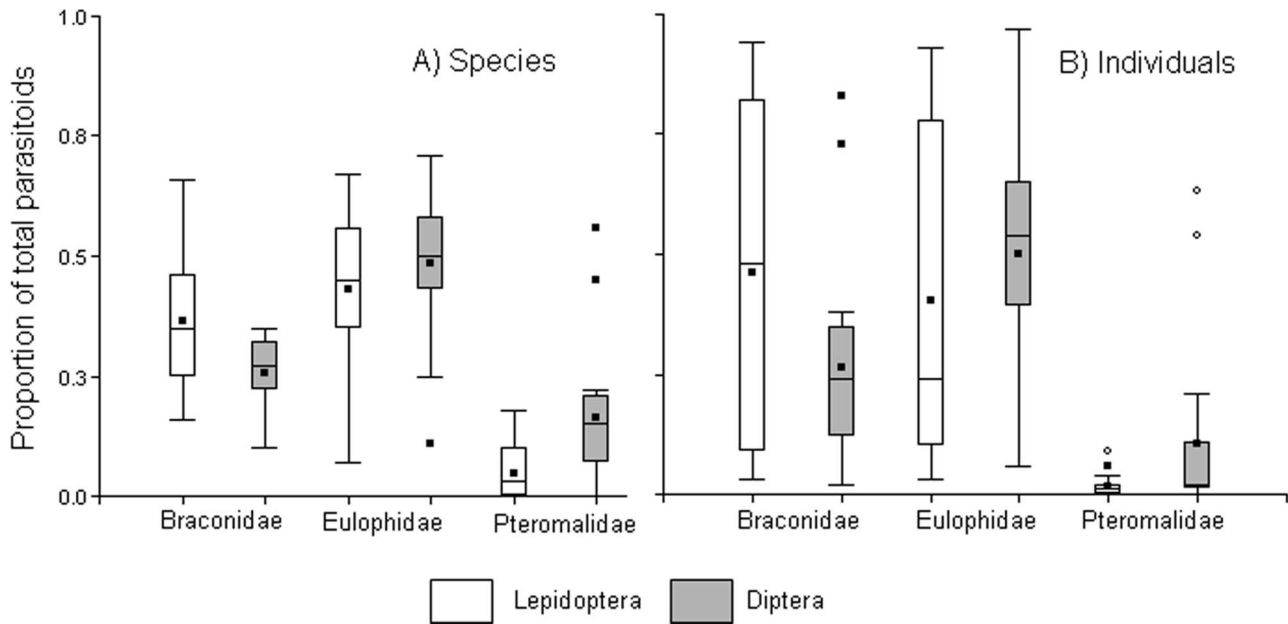 Proportion of total parasitoids
1.0
0.8
0.5
0.3
0.0
A) Species
B) Individuals
Braconidae Eulophidae Pteromalidae
Braconidae Eulophidae Pteromalidae
Lepidoptera Diptera